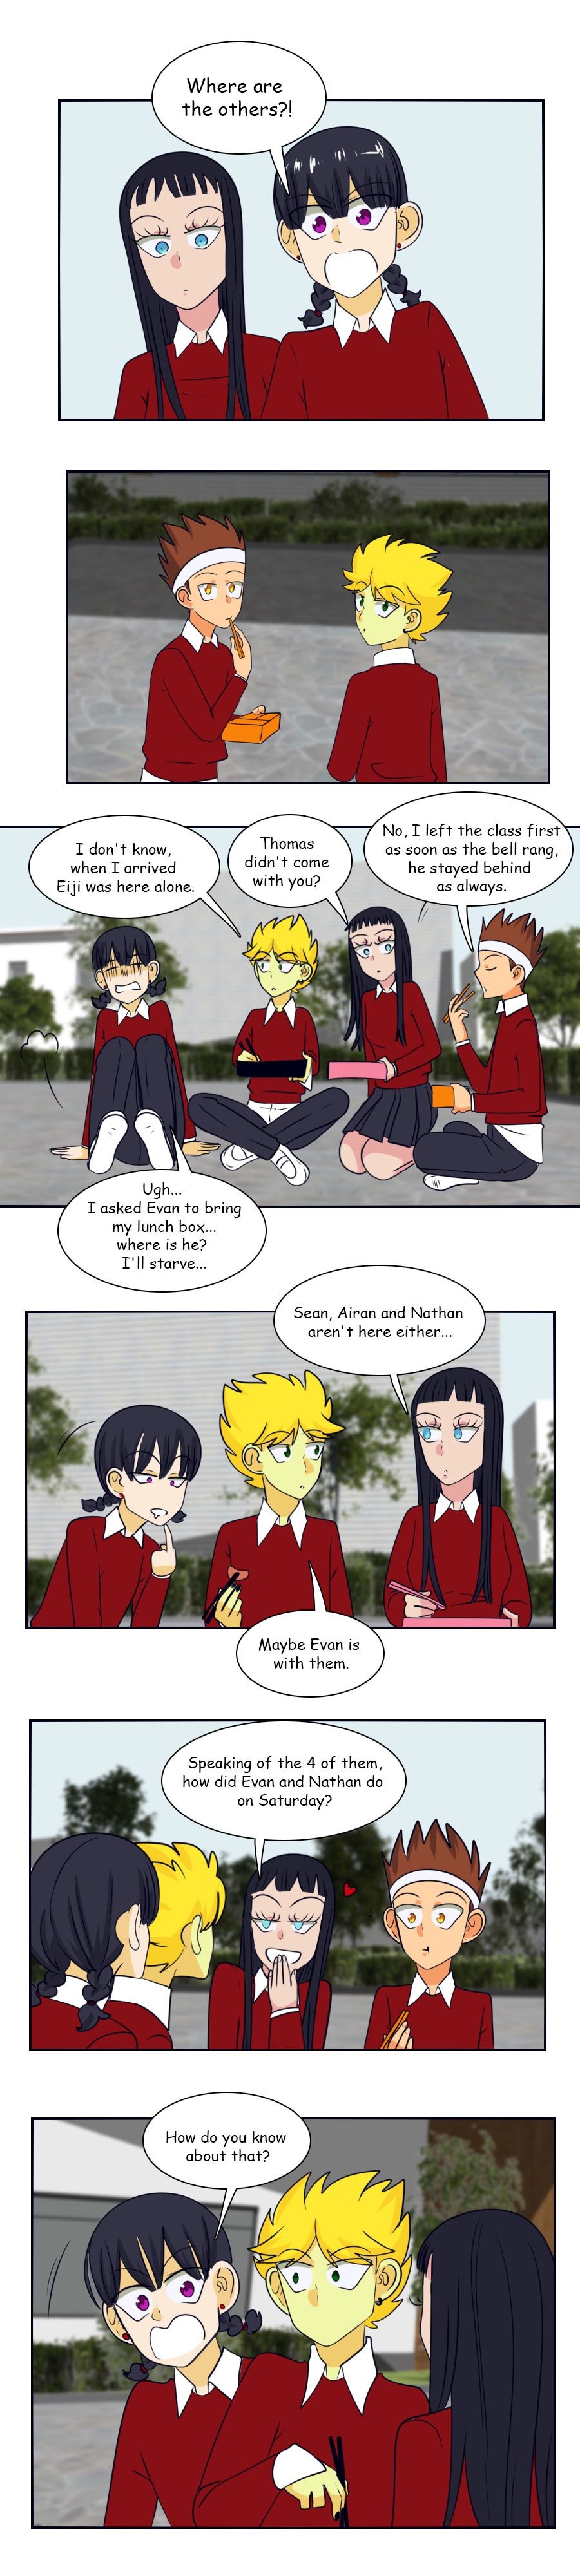 Where are
the others?!
I don't know,
when I arrived
Eiji was here alone.
Thomas
didn't come
with you?
No, I left the class first
as soon as the bell rang,
he stayed behind
as always.
Ugh...
I asked Evan to bring
my lunch box...
where is he?
I'll starve...
Sean, Airan and Nathan
aren't here either...
Maybe Evan is
with them.
Speaking of the 4 of them,
how did Evan and Nathan do
on Saturday?
How do you know
about that?